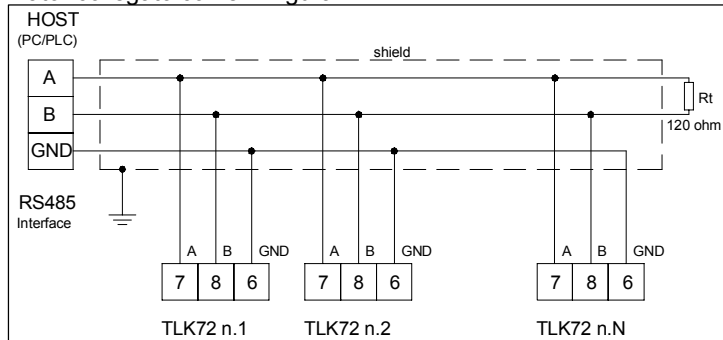 HOST
(PC/PLC)
shield
A
B
GND
Rt
120 ohm
RS485
Interface
A B GND
7 8 6
TLK72 n.1
A B GND
7 8 6
TLK72 n.2
A B GND
7 8 6
TLK72 n.N